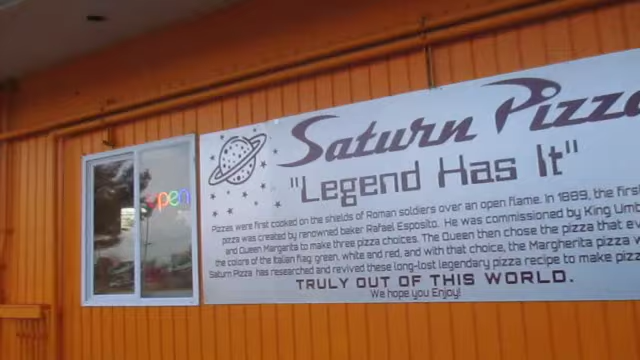 Saturn Pizza
"Legend Has It"
Pizzas were first cooked on the shields of Roman soldiers over an open flame. In 1889, the first
pizza was created by renowned baker Rafael Esposito. He was commissioned by King Umb
and Queen Margarita to make three pizza choices. The Queen then chose the pizza that ev
the colors of the Italian flag: green, white and red, and with that choice, the Margherita pizza w
Saturn Pizza has researched and revived these long-lost legendary pizza recipe to make pizz
TRULY OUT OF THIS WORLD.
We hope you Enjoy!
open